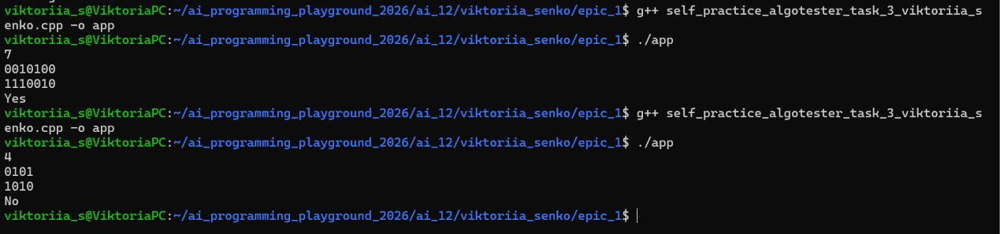 viktoriia_s@ViktoriaPC:~/ai_programming_playground_2026/ai_12/viktoriia_senko/epic_1$ g++ self_practice_algotester_task_3_viktoriia_s
enko.cpp -o app
viktoriia_s@ViktoriaPC:~/ai_programming_playground_2026/ai_12/viktoriia_senko/epic_1$ ./app
7
0010100
1110010
Yes
viktoriia_s@ViktoriaPC:~/ai_programming_playground_2026/ai_12/viktoriia_senko/epic_1$ g++ self_practice_algotester_task_3_viktoriia_s
enko.cpp -o app
viktoriia_s@ViktoriaPC:~/ai_programming_playground_2026/ai_12/viktoriia_senko/epic_1$ ./app
4
0101
1010
No
viktoriia_s@ViktoriaPC:~/ai_programming_playground_2026/ai_12/viktoriia_senko/epic_1$